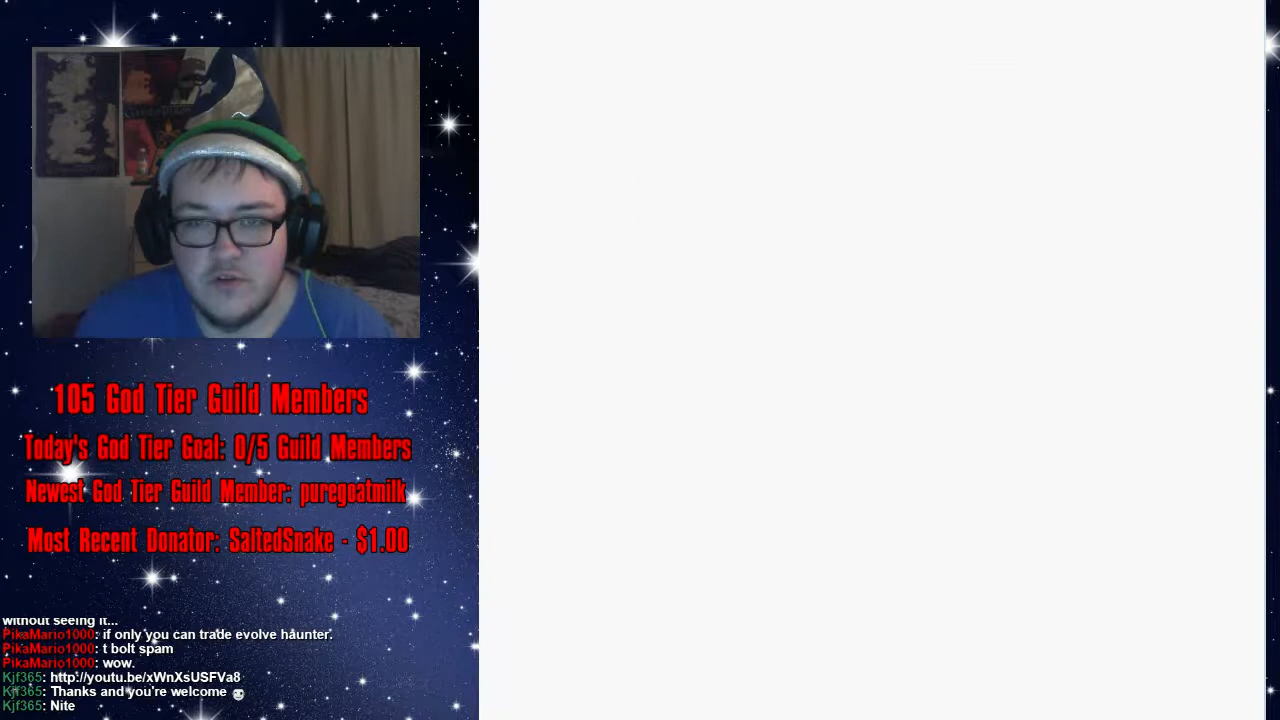 105 God Tier Guild Members
Today's God Tier Goal: 0/5 Guild Members
Newest God Tier Guild Member: puregoatmilk
Most Recent Donator: SaltedSnake - $1.00
without seeing it...
PikaMario1000: if only you can trade evolve haunter.
PikaMario1000: t bolt spam
PikaMario1000: wow.
Kjf365: http://youtu.be/xWnXsUSFVa8
Kjf365: Thanks and you're welcome
Kjf365: Nite